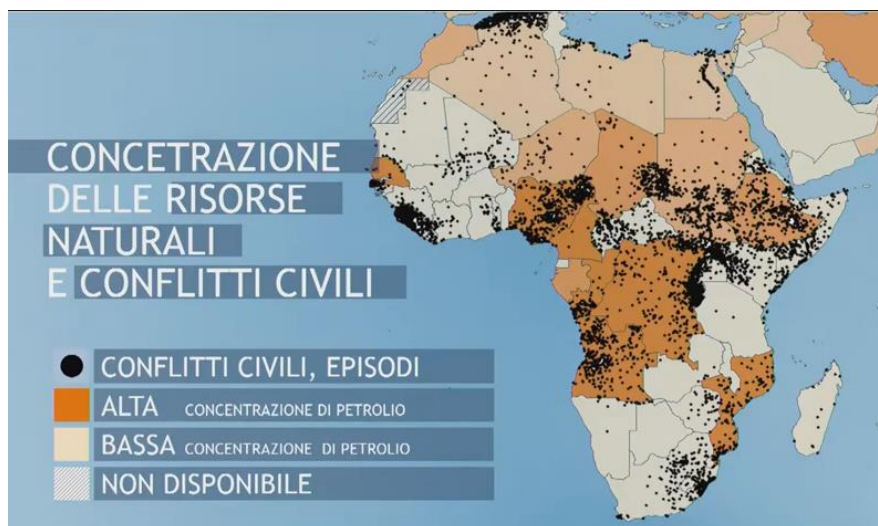 CONCETRAZIONE
DELLE RISORSE
NATURALI
E CONFLITTI CIVILI
CONFLITTI CIVILI, EPISODI
ALTA CONCENTRAZIONE DI PETROLIO
BASSA CONCENTRAZIONE DI PETROLIO
NON DISPONIBILE